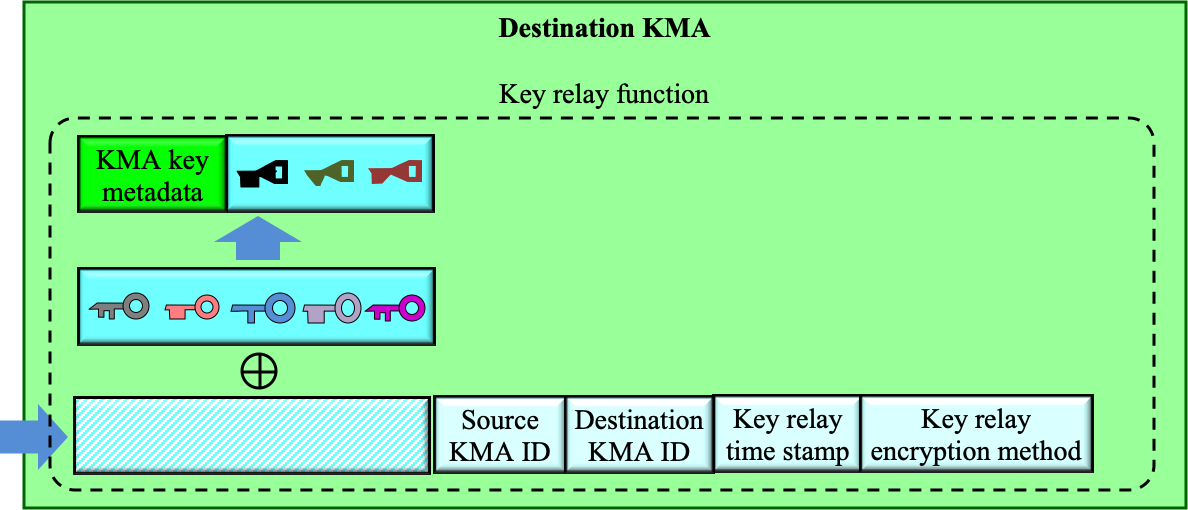 Destination KMA
Key relay function
KMA key
metadata
Source
KMA ID
Destination
KMA ID
Key relay
time stamp
Key relay
encryption method